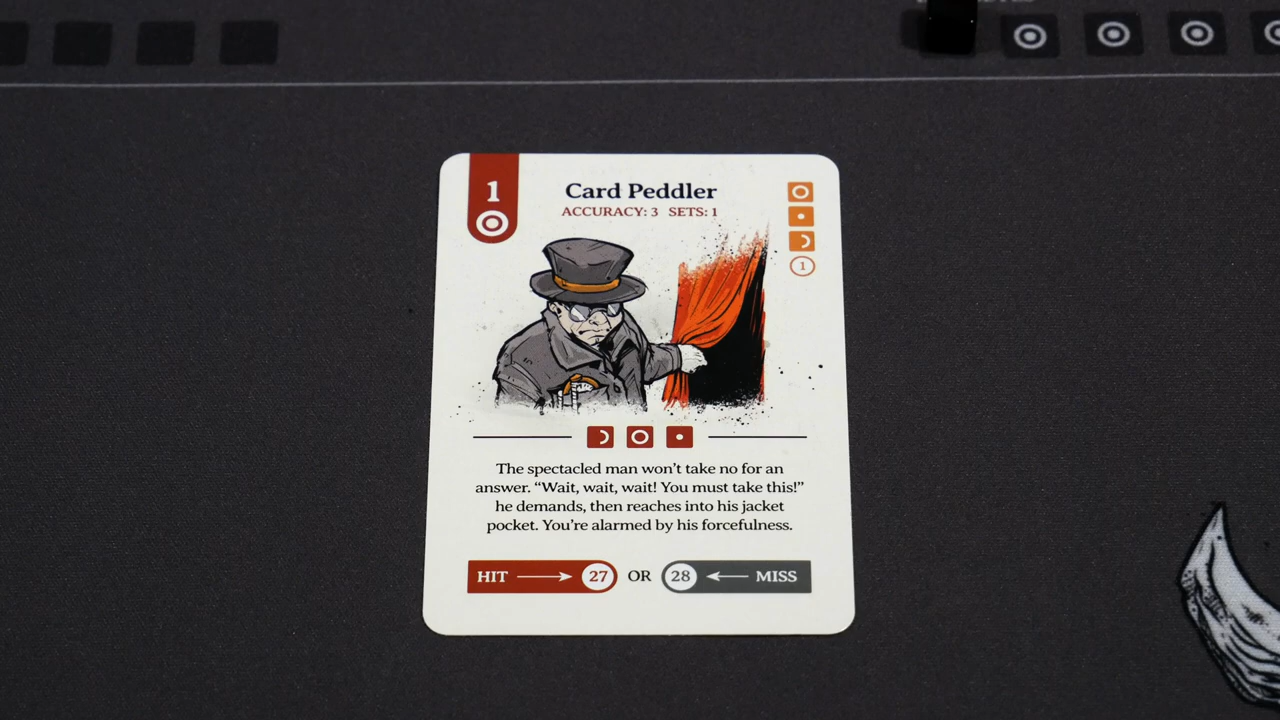 1
Card Peddler
ACCURACY: 3 SETS: 1
1
The spectacled man won't take no for an
answer. “Wait, wait, wait! You must take this!”
he demands, then reaches into his jacket
pocket. You're alarmed by his forcefulness.
HIT 27 OR 28 MISS